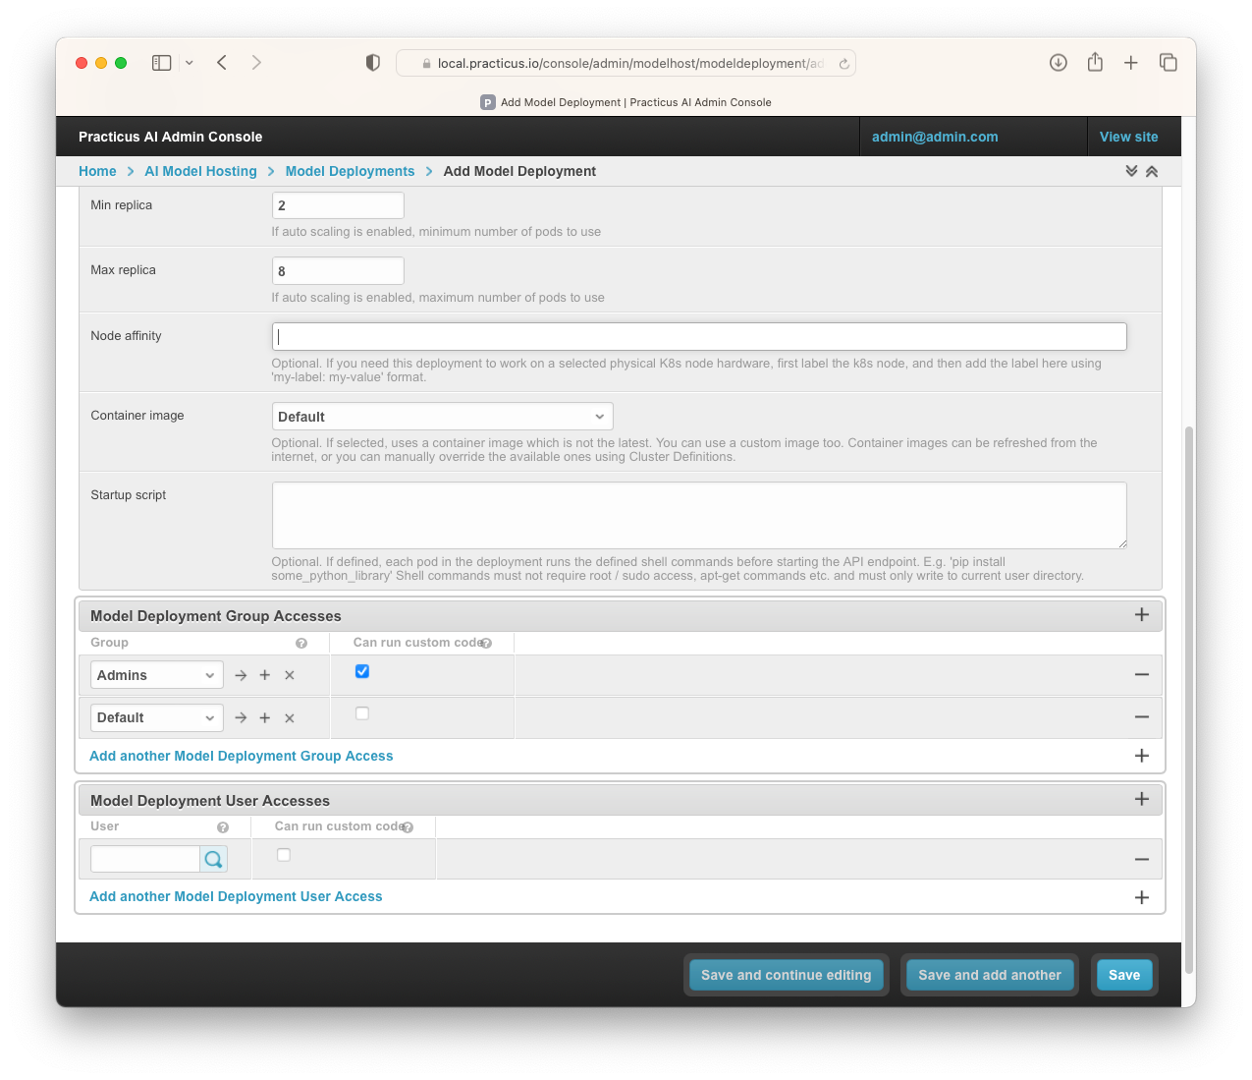 local.practicus.io/console/admin/modelhost/modeldeployment/ad
P Add Model Deployment | Practicus AI Admin Console
Practicus AI Admin Console
admin@admin.com
View site
Home > AI Model Hosting > Model Deployments > Add Model Deployment
Min replica
2
If auto scaling is enabled, minimum number of pods to use
Max replica
8
If auto scaling is enabled, maximum number of pods to use
Node affinity
Optional. If you need this deployment to work on a selected physical K8s node hardware, first label the k8s node, and then add the label here using
'my-label: my-value' format.
Container image
Default
Optional. If selected, uses a container image which is not the latest. You can use a custom image too. Container images can be refreshed from the
internet, or you can manually override the available ones using Cluster Definitions.
Startup script
Optional. If defined, each pod in the deployment runs the defined shell commands before starting the API endpoint. E.g. 'pip install
some_python_library' Shell commands must not require root / sudo access, apt-get commands etc. and must only write to current user directory.
Model Deployment Group Accesses
Group ? Can run custom code ?
Admins
Default
Add another Model Deployment Group Access
Model Deployment User Accesses
User ? Can run custom code ?
Add another Model Deployment User Access
Save and continue editing
Save and add another
Save